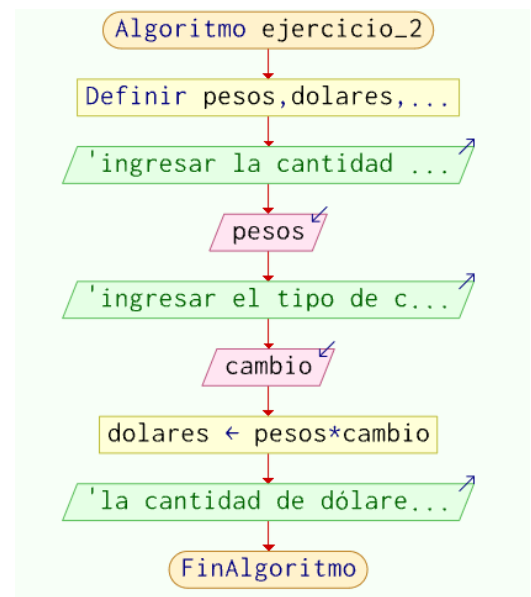 Algoritmo ejercicio_2
Definir pesos,dolares,...
'ingresar la cantidad ...
pesos
'ingresar el tipo de c...
cambio
dolares ← pesos*cambio
'la cantidad de dólare...
FinAlgoritmo